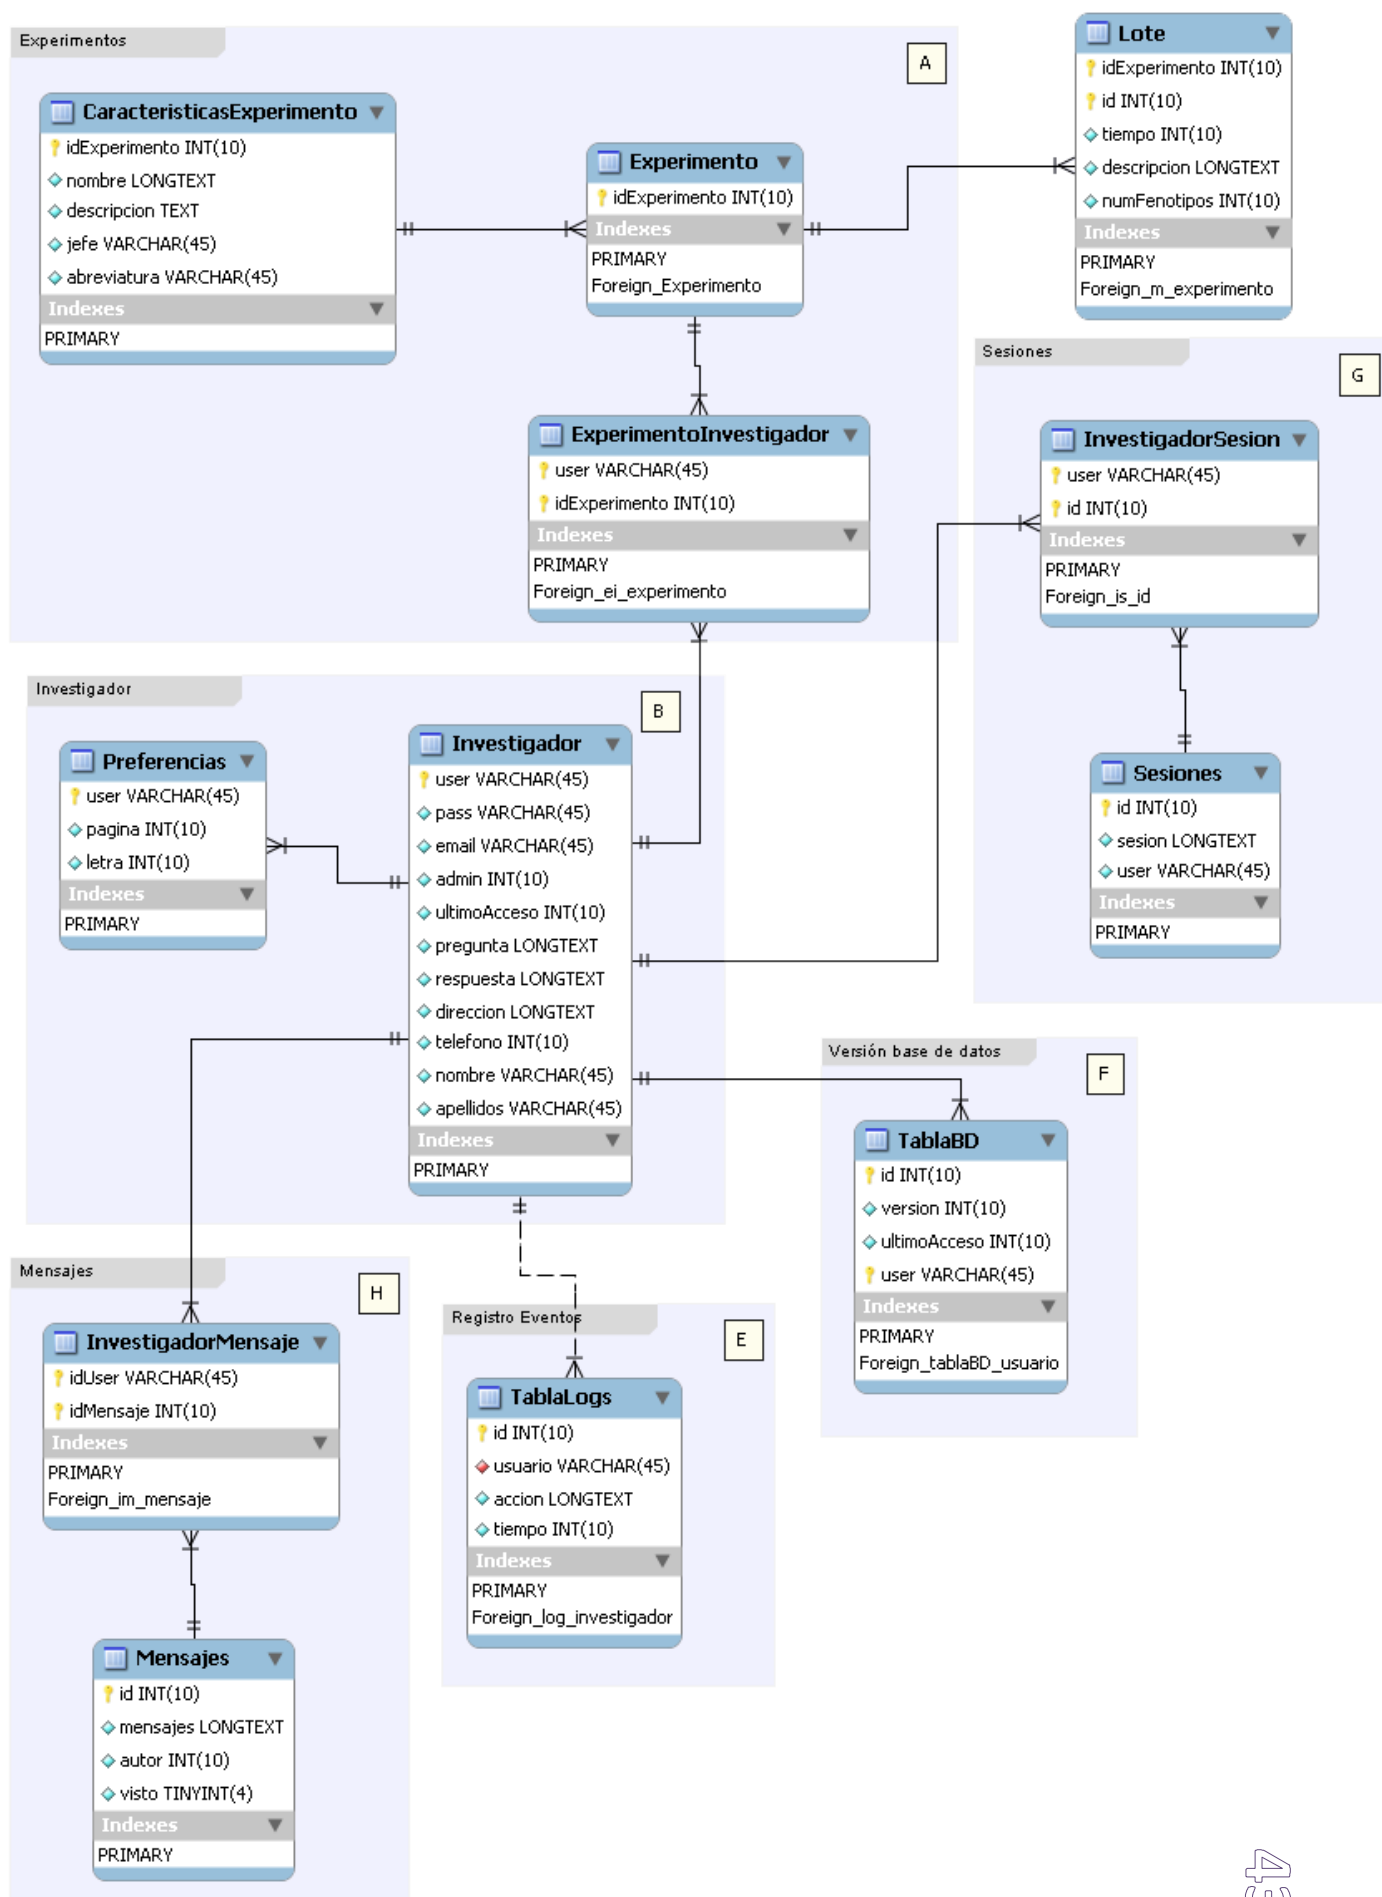 Experimentos
A
CaracteristicasExperimento
idExperimento INT(10)
nombre LONGTEXT
descripcion TEXT
jefe VARCHAR(45)
abreviatura VARCHAR(45)
Indexes
PRIMARY
Experimento
idExperimento INT(10)
Indexes
PRIMARY
Foreign_Experimento
Lote
idExperimento INT(10)
id INT(10)
tiempo INT(10)
descripcion LONGTEXT
numFenotipos INT(10)
Indexes
PRIMARY
Foreign_m_experimento
ExperimentoInvestigador
user VARCHAR(45)
idExperimento INT(10)
Indexes
PRIMARY
Foreign_ei_experimento
Sesiones
G
InvestigadorSesion
user VARCHAR(45)
id INT(10)
Indexes
PRIMARY
Foreign_is_id
Sesiones
id INT(10)
sesion LONGTEXT
user VARCHAR(45)
Indexes
PRIMARY
Investigador
B
Preferencias
user VARCHAR(45)
pagina INT(10)
letra INT(10)
Indexes
PRIMARY
Investigador
user VARCHAR(45)
pass VARCHAR(45)
email VARCHAR(45)
admin INT(10)
ultimoAcceso INT(10)
pregunta LONGTEXT
respuesta LONGTEXT
direccion LONGTEXT
telefono INT(10)
nombre VARCHAR(45)
apellidos VARCHAR(45)
Indexes
PRIMARY
Versión base de datos
F
TablaBD
id INT(10)
version INT(10)
ultimoAcceso INT(10)
user VARCHAR(45)
Indexes
PRIMARY
Foreign_tablaBD_usuario
Mensajes
H
InvestigadorMensaje
idUser VARCHAR(45)
idMensaje INT(10)
Indexes
PRIMARY
Foreign_im_mensaje
Mensajes
id INT(10)
mensajes LONGTEXT
autor INT(10)
visto TINYINT(4)
Indexes
PRIMARY
Registro Eventos
E
TablaLogs
id INT(10)
usuario VARCHAR(45)
accion LONGTEXT
tiempo INT(10)
Indexes
PRIMARY
Foreign_log_investigador